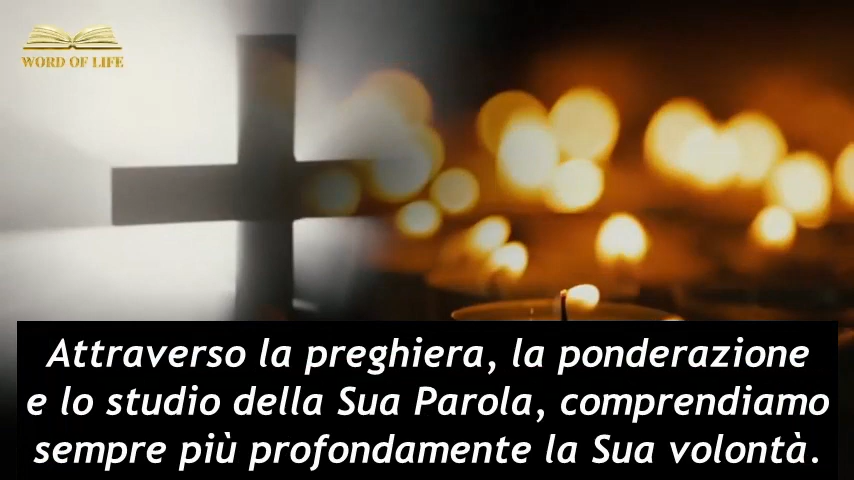 WORD OF LIFE
Attraverso la preghiera, la ponderazione
e lo studio della Sua Parola, comprendiamo
sempre più profondamente la Sua volontà.